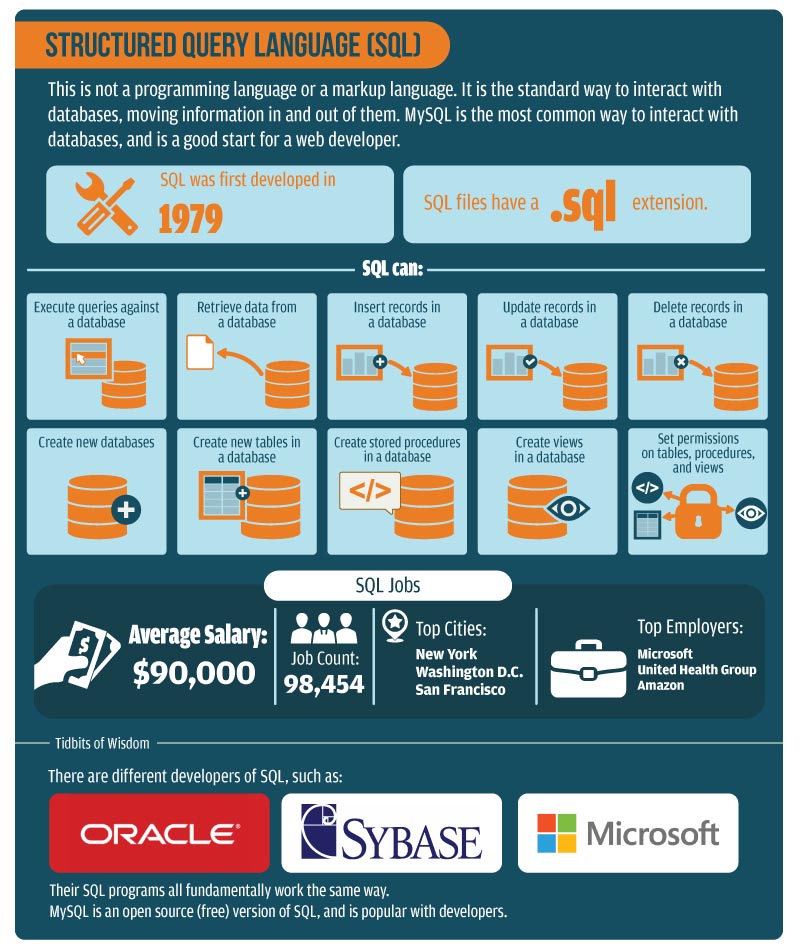 STRUCTURED QUERY LANGUAGE (SQL)
This is not a programming language or a markup language. It is the standard way to interact with
databases, moving information in and out of them. MySQL is the most common way to interact with
databases, and is a good start for a web developer.
SQL was first developed in
1979
SQL files have a .sql extension.
SQL can:
Execute queries against
a database
Retrieve data from
a database
Insert records in
a database
Update records in
a database
Delete records in
a database
Create new databases
Create new tables in
a database
Create stored procedures
in a database
</>
Create views
in a database
Set permissions
on tables, procedures,
and views
</>
SQL Jobs
$
Average Salary:
$90,000
Job Count:
98,454
Top Cities:
New York
Washington D.C.
San Francisco
Top Employers:
Microsoft
United Health Group
Amazon
Tidbits of Wisdom
There are different developers of SQL, such as:
ORACLE®
SYBASE
Microsoft
Their SQL programs all fundamentally work the same way.
MySQL is an open source (free) version of SQL, and is popular with developers.